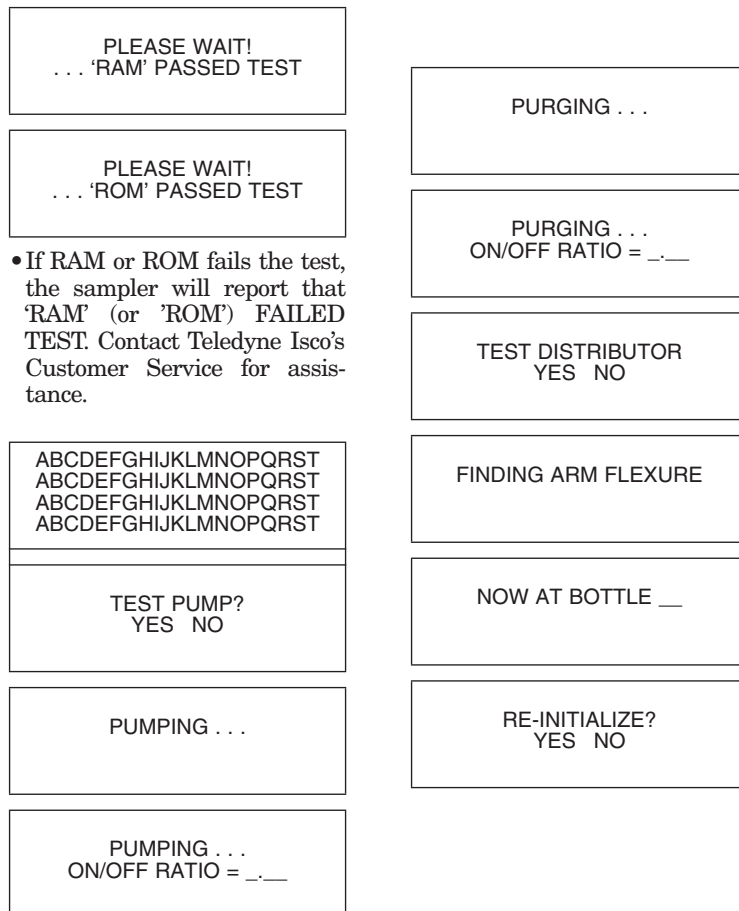 PLEASE WAIT!
. . . ‘RAM’ PASSED TEST
PLEASE WAIT!
. . . ‘ROM’ PASSED TEST
• If RAM or ROM fails the test,
the sampler will report that
‘RAM’ (or ’ROM’) FAILED
TEST. Contact Teledyne Isco’s
Customer Service for assis-
tance.
ABCDEFGHIJKLMNOPQRST
ABCDEFGHIJKLMNOPQRST
ABCDEFGHIJKLMNOPQRST
ABCDEFGHIJKLMNOPQRST
TEST PUMP?
YES NO
PUMPING . . .
PUMPING . . .
ON/OFF RATIO = _.__
PURGING . . .
PURGING . . .
ON/OFF RATIO = _.__
TEST DISTRIBUTOR
YES NO
FINDING ARM FLEXURE
NOW AT BOTTLE __
RE-INITIALIZE?
YES NO